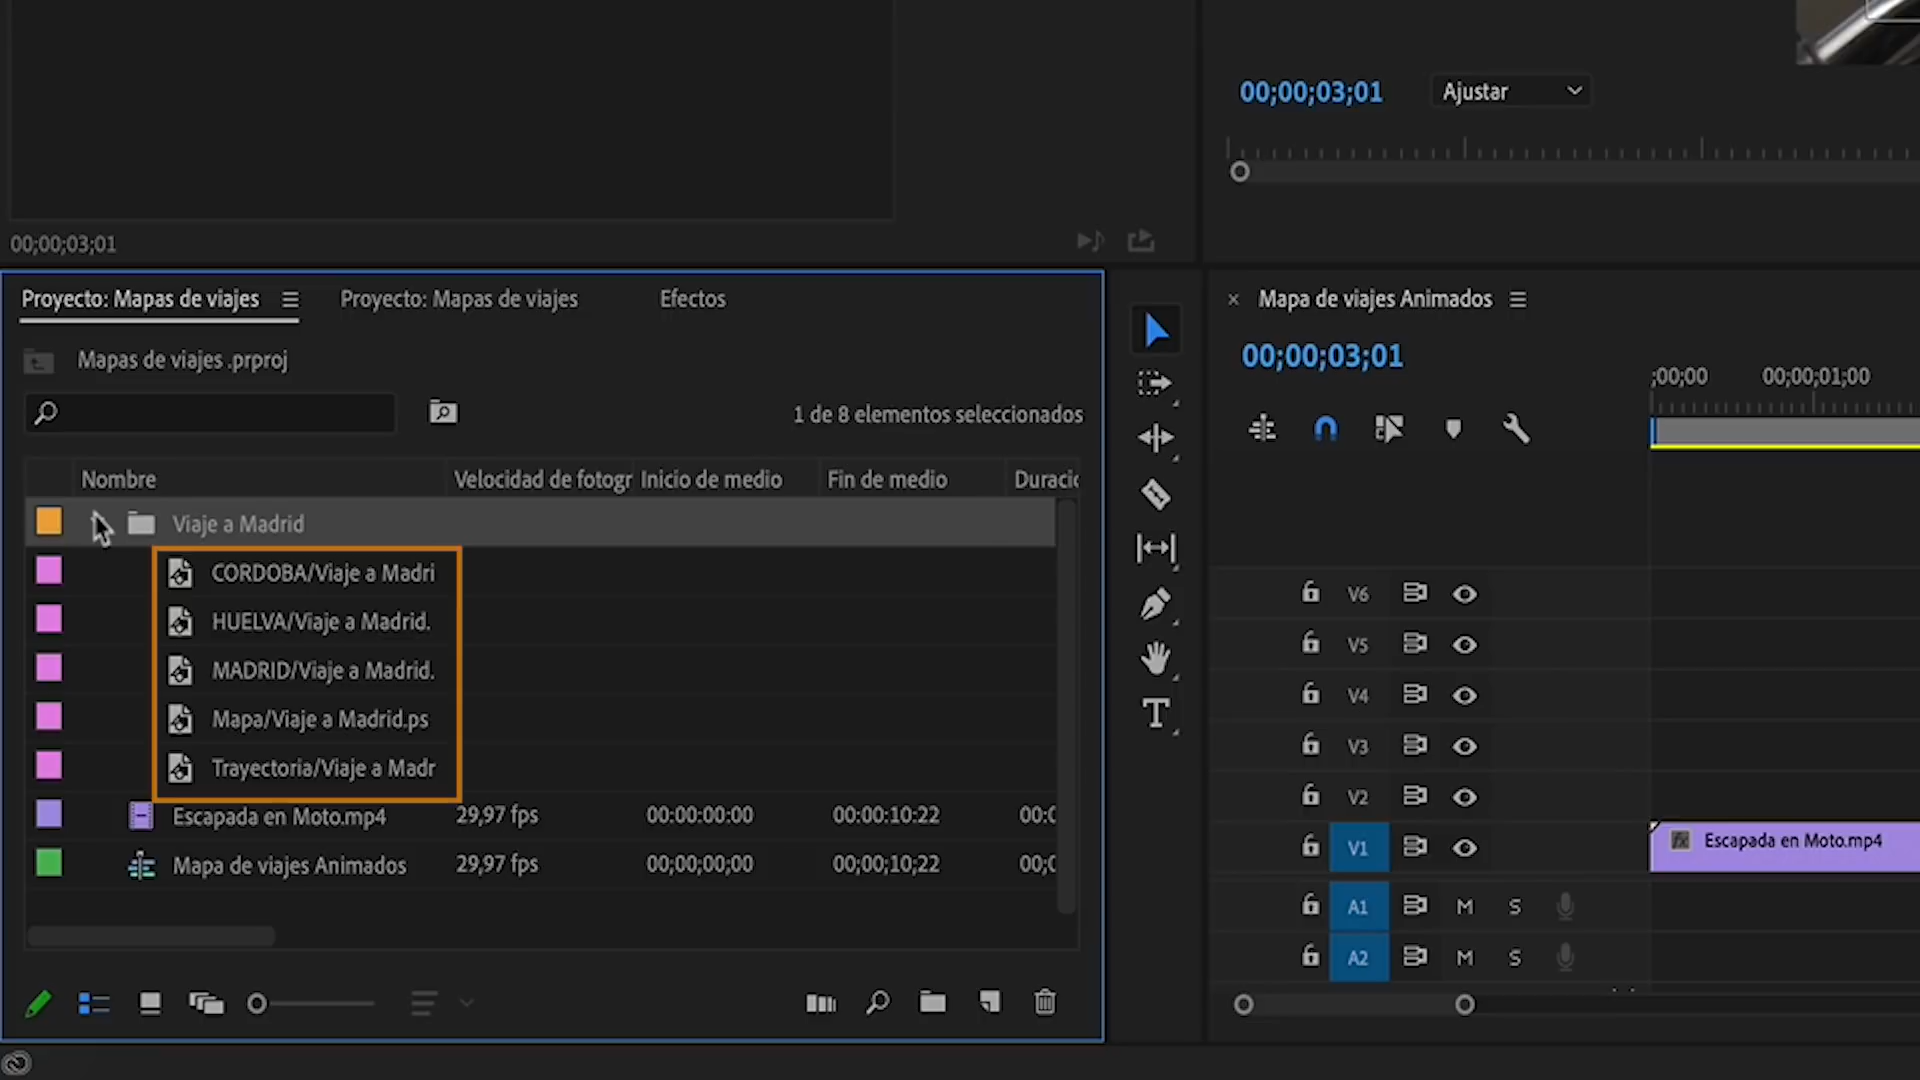 00;00;03;01
Ajustar
00;00;03;01
Proyecto: Mapas de viajes
Proyecto: Mapas de viajes
Efectos
Mapas de viajes .prproj
1 de 8 elementos seleccionados
Nombre
Velocidad de fotogr
Inicio de medio
Fin de medio
Duració
Viaje a Madrid
CORDOBA/Viaje a Madri
HUELVA/Viaje a Madrid.
MADRID/Viaje a Madrid.
Mapa/Viaje a Madrid.ps
Trayectoria/Viaje a Madr
Escapada en Moto.mp4 29,97 fps 00:00:00:00 00:00:10:22 00:0
Mapa de viajes Animados 29,97 fps 00;00;00;00 00;00;10;22 00;0
T
Mapa de viajes Animados
00;00;03;01
;00;00 00;00;01;00
V6
V5
V4
V3
V2
V1
fx Escapada en Moto.mp4
A1 M S
A2 M S